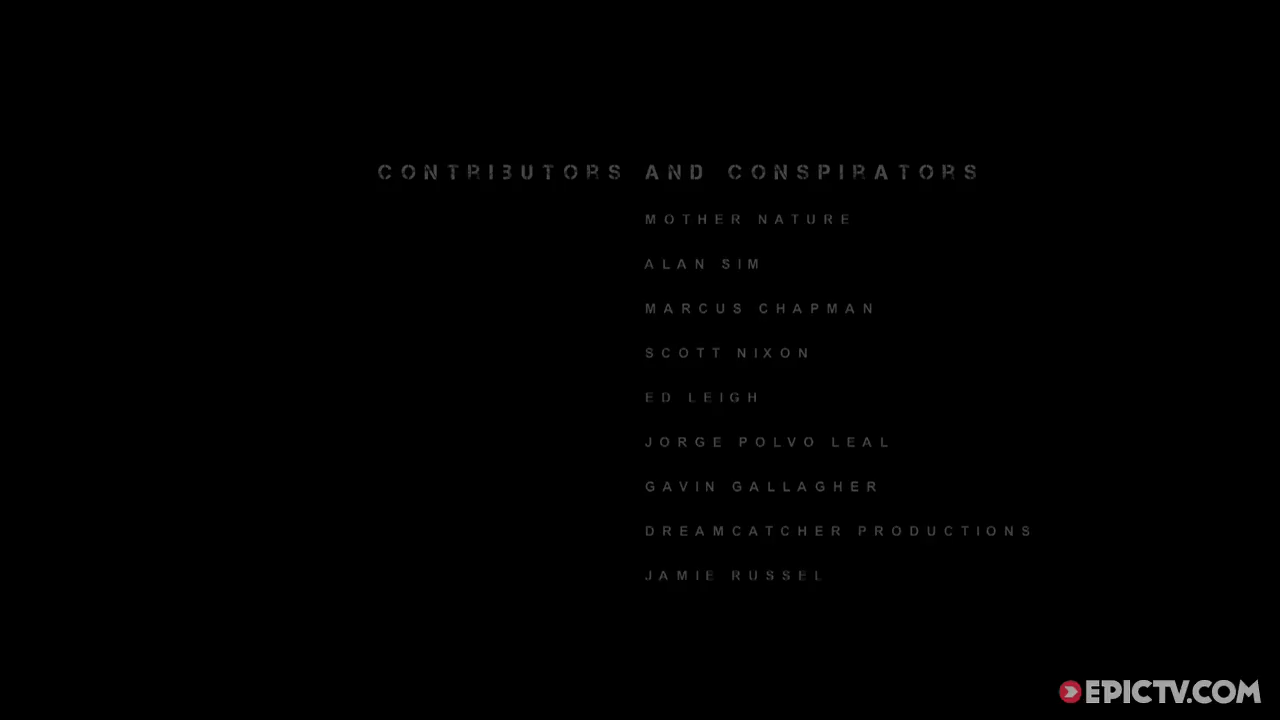 CONTRIBUTORS AND CONSPIRATORS
MOTHER NATURE
ALAN SIM
MARCUS CHAPMAN
SCOTT NIXON
ED LEIGH
JORGE POLVO LEAL
GAVIN GALLAGHER
DREAMCATCHER PRODUCTIONS
JAMIE RUSSEL
EPICTV.COM